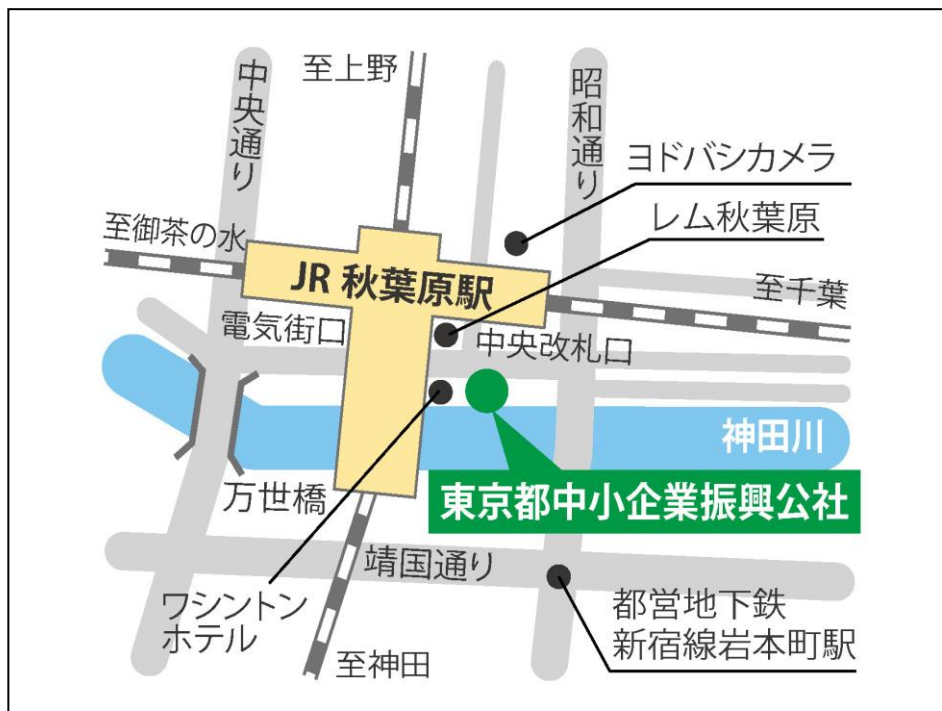 至上野
中央通り
昭和通り
ヨドバシカメラ
レム秋葉原
至御茶の水
JR 秋葉原駅
至千葉
電気街口
中央改札口
神田川
万世橋
東京都中小企業振興公社
靖国通り
ワシントン
ホテル
都営地下鉄
新宿線岩本町駅
至神田